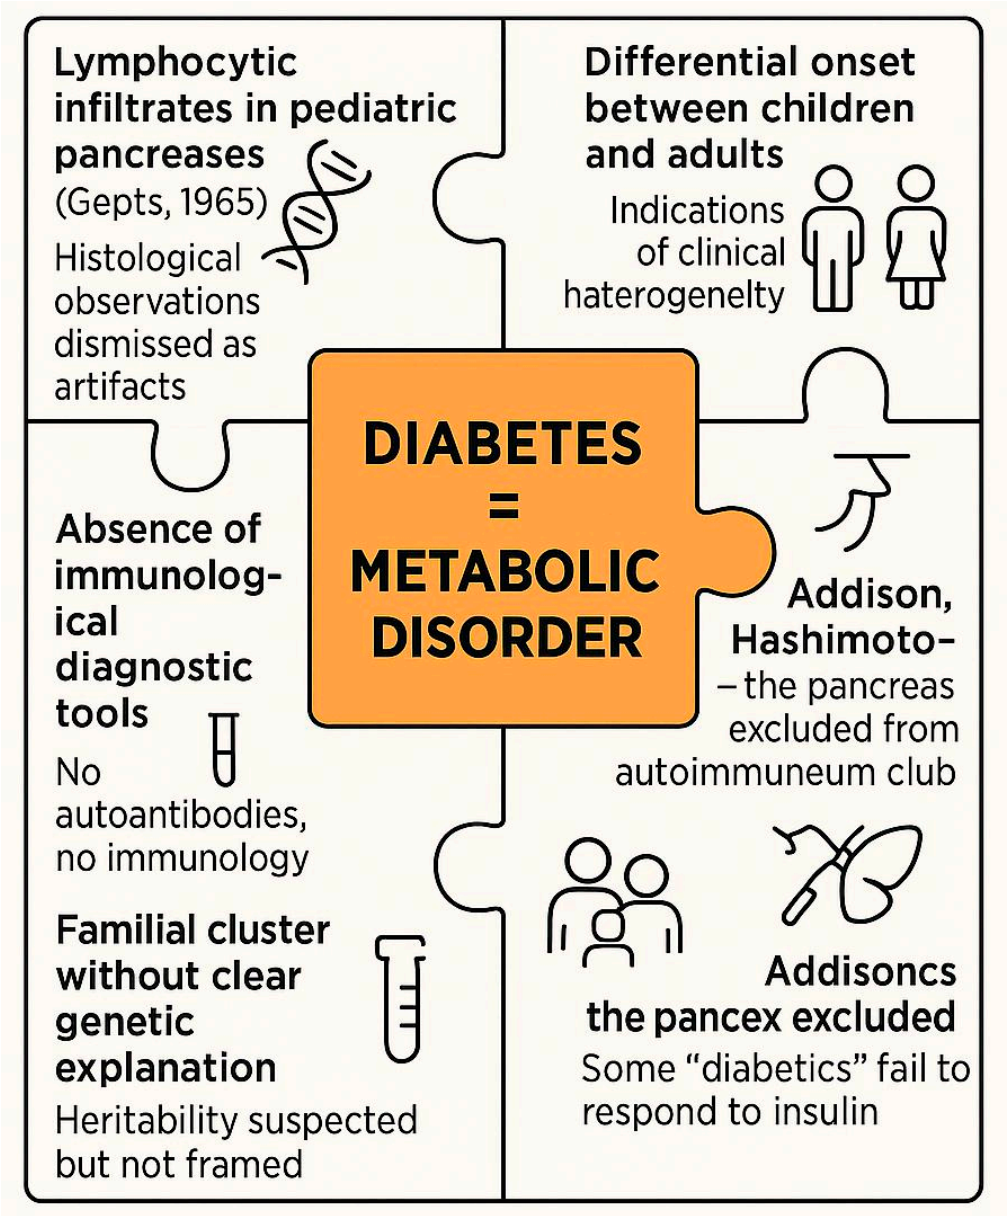 Lymphocytic
infiltrates in pediatric
pancreases
(Gepts, 1965)
Histological
observations
dismissed as
artifacts
Differential onset
between children
and adults
Indications
of clinical
haterogenelty
DIABETES
=
METABOLIC
DISORDER
Absence of
immunolog-
ical
diagnostic
tools
No
autoantibodies,
no immunology
Familial cluster
without clear
genetic
explanation
Heritability suspected
but not framed
Addison,
Hashimoto–
– the pancreas
excluded from
autoimmuneum club
Addisoncs
the pancex excluded
Some “diabetics” fail to
respond to insulin